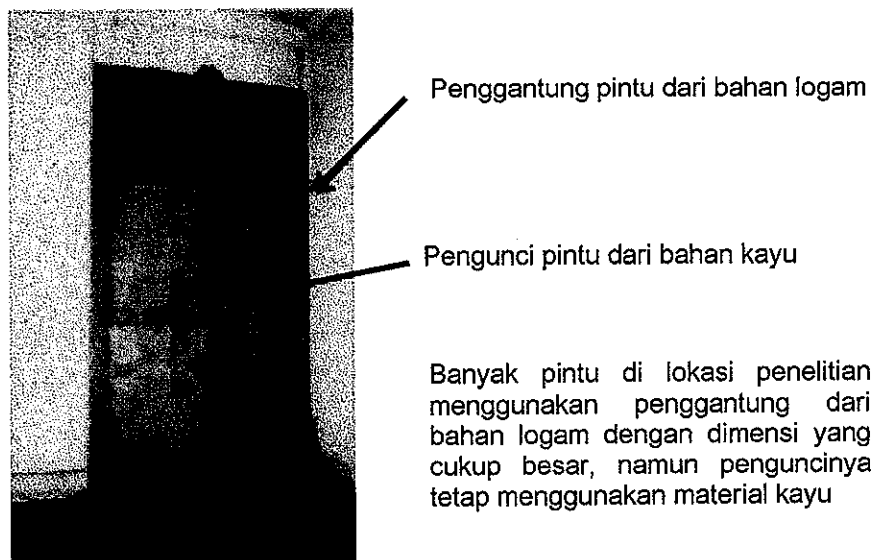 Penggantung pintu dari bahan logam
Pengunci pintu dari bahan kayu
Banyak pintu di lokasi penelitian
menggunakan penggantung dari
bahan logam dengan dimensi yang
cukup besar, namun penguncinya
tetap menggunakan material kayu